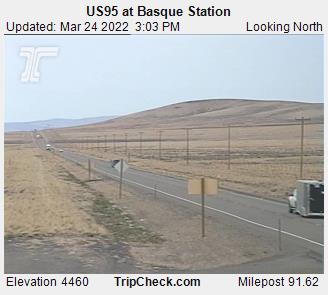 US95 at Basque Station
Updated: Mar 24 2022 3:03 PM Looking North
Elevation 4460 TripCheck.com Milepost 91.62